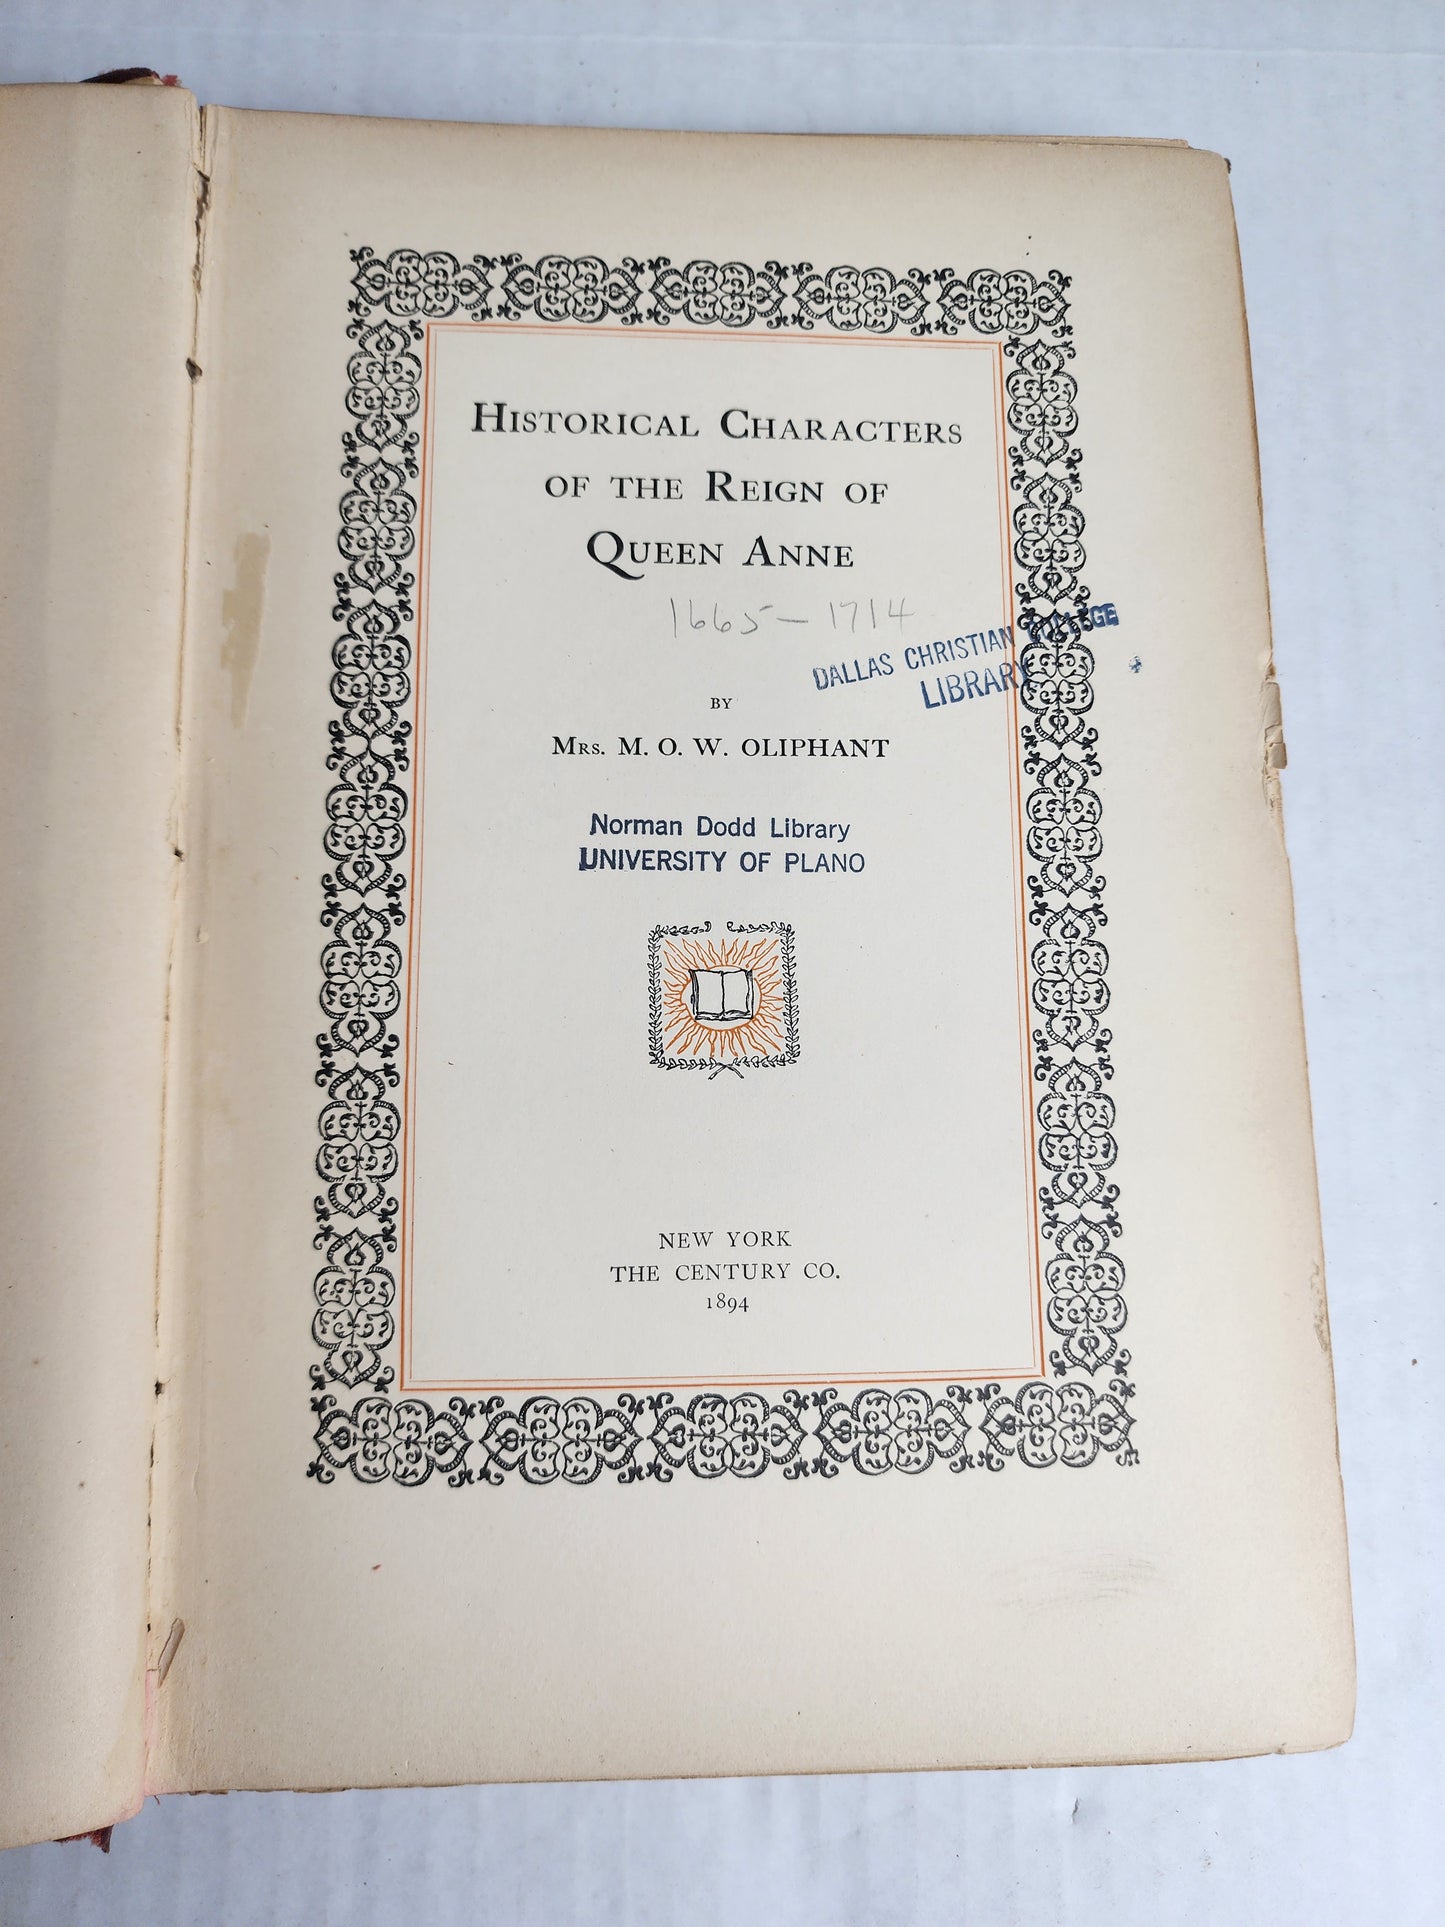 HISTORICAL CHARACTERS
OF THE REIGN OF
QUEEN ANNE
1665-1714
DALLAS CHRISTIAN COLLEGE
LIBRARY
BY
MRS. M. O. W. OLIPHANT
Norman Dodd Library
UNIVERSITY OF PLANO
NEW YORK
THE CENTURY CO.
1894